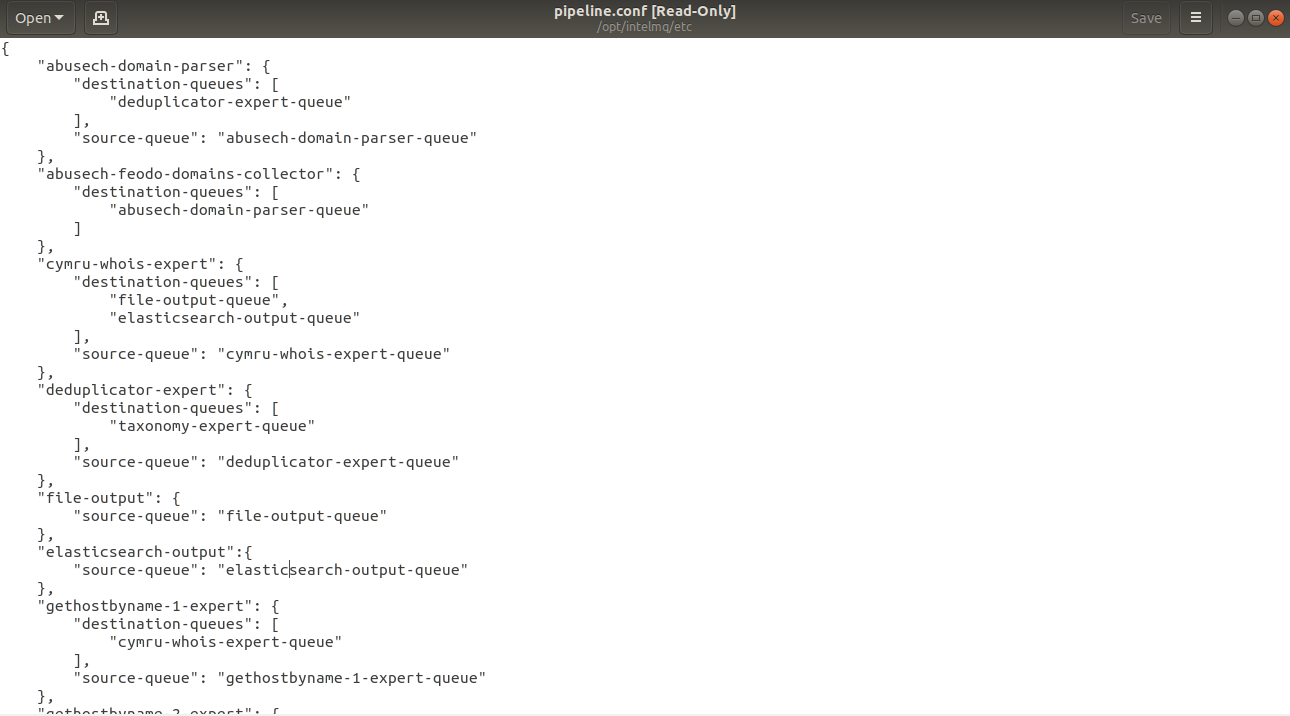 Open
pipeline.conf [Read-Only]
/opt/intelmq/etc
Save
{
    "abusech-domain-parser": {
        "destination-queues": [
            "deduplicator-expert-queue"
        ],
        "source-queue": "abusech-domain-parser-queue"
    },
    "abusech-feodo-domains-collector": {
        "destination-queues": [
            "abusech-domain-parser-queue"
        ]
    },
    "cymru-whois-expert": {
        "destination-queues": [
            "file-output-queue",
            "elasticsearch-output-queue"
        ],
        "source-queue": "cymru-whois-expert-queue"
    },
    "deduplicator-expert": {
        "destination-queues": [
            "taxonomy-expert-queue"
        ],
        "source-queue": "deduplicator-expert-queue"
    },
    "file-output": {
        "source-queue": "file-output-queue"
    },
    "elasticsearch-output":{
        "source-queue": "elasticsearch-output-queue"
    },
    "gethostbyname-1-expert": {
        "destination-queues": [
            "cymru-whois-expert-queue"
        ],
        "source-queue": "gethostbyname-1-expert-queue"
    },
    "gethostbyname-2-expert": {